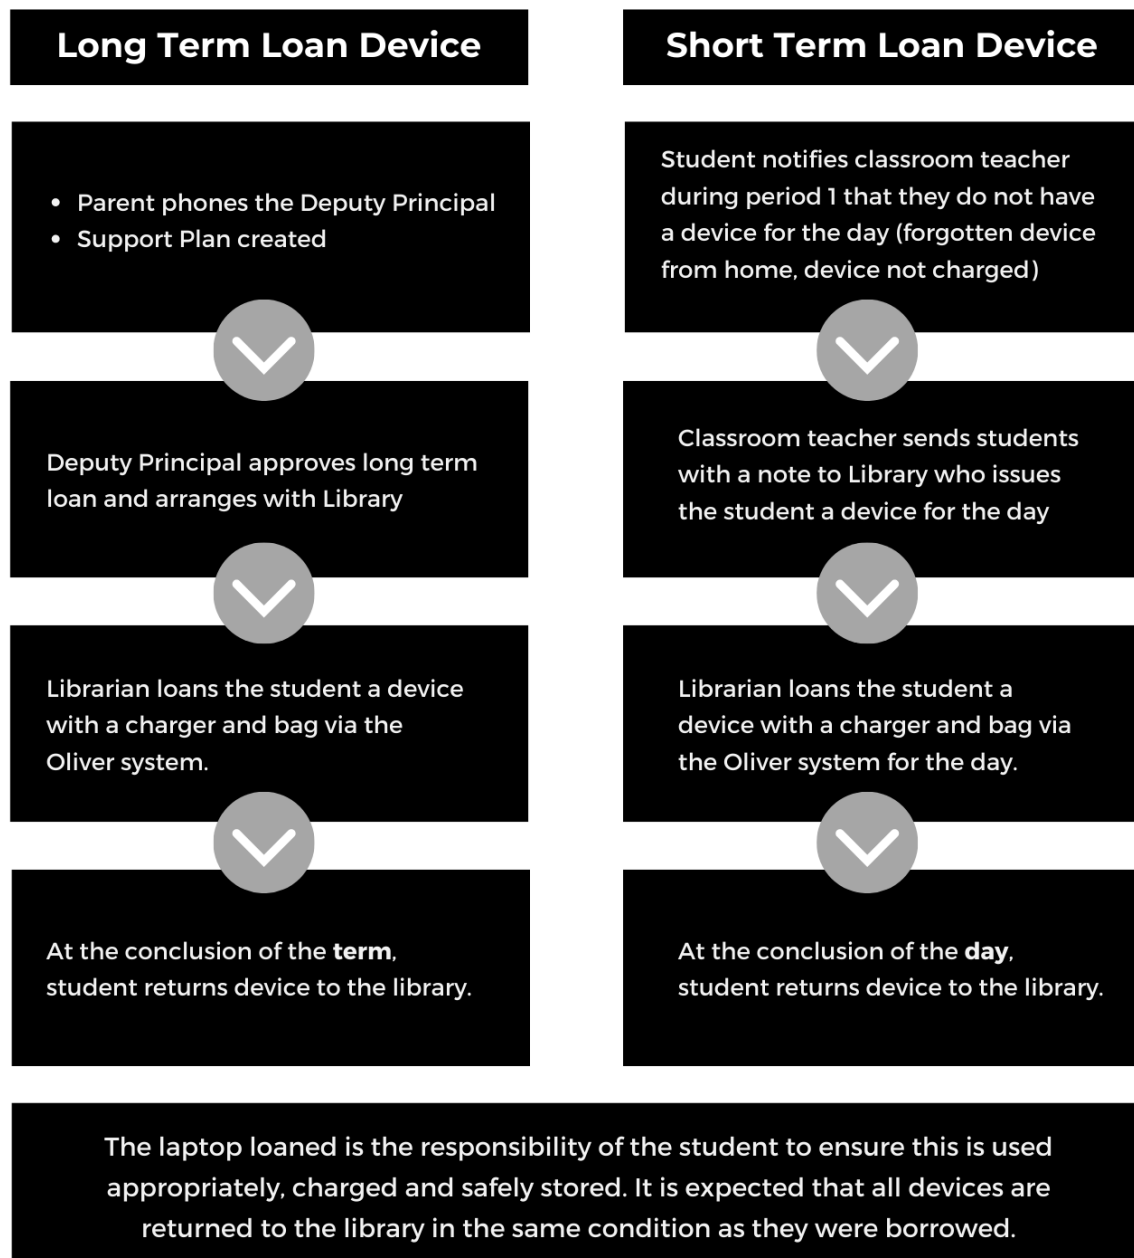 Long Term Loan Device
• Parent phones the Deputy Principal
• Support Plan created
Deputy Principal approves long term
loan and arranges with Library
Librarian loans the student a device
with a charger and bag via the
Oliver system.
At the conclusion of the term,
student returns device to the library.
Short Term Loan Device
Student notifies classroom teacher
during period 1 that they do not have
a device for the day (forgotten device
from home, device not charged)
Classroom teacher sends students
with a note to Library who issues
the student a device for the day
Librarian loans the student a
device with a charger and bag via
the Oliver system for the day.
At the conclusion of the day,
student returns device to the library.
The laptop loaned is the responsibility of the student to ensure this is used
appropriately, charged and safely stored. It is expected that all devices are
returned to the library in the same condition as they were borrowed.